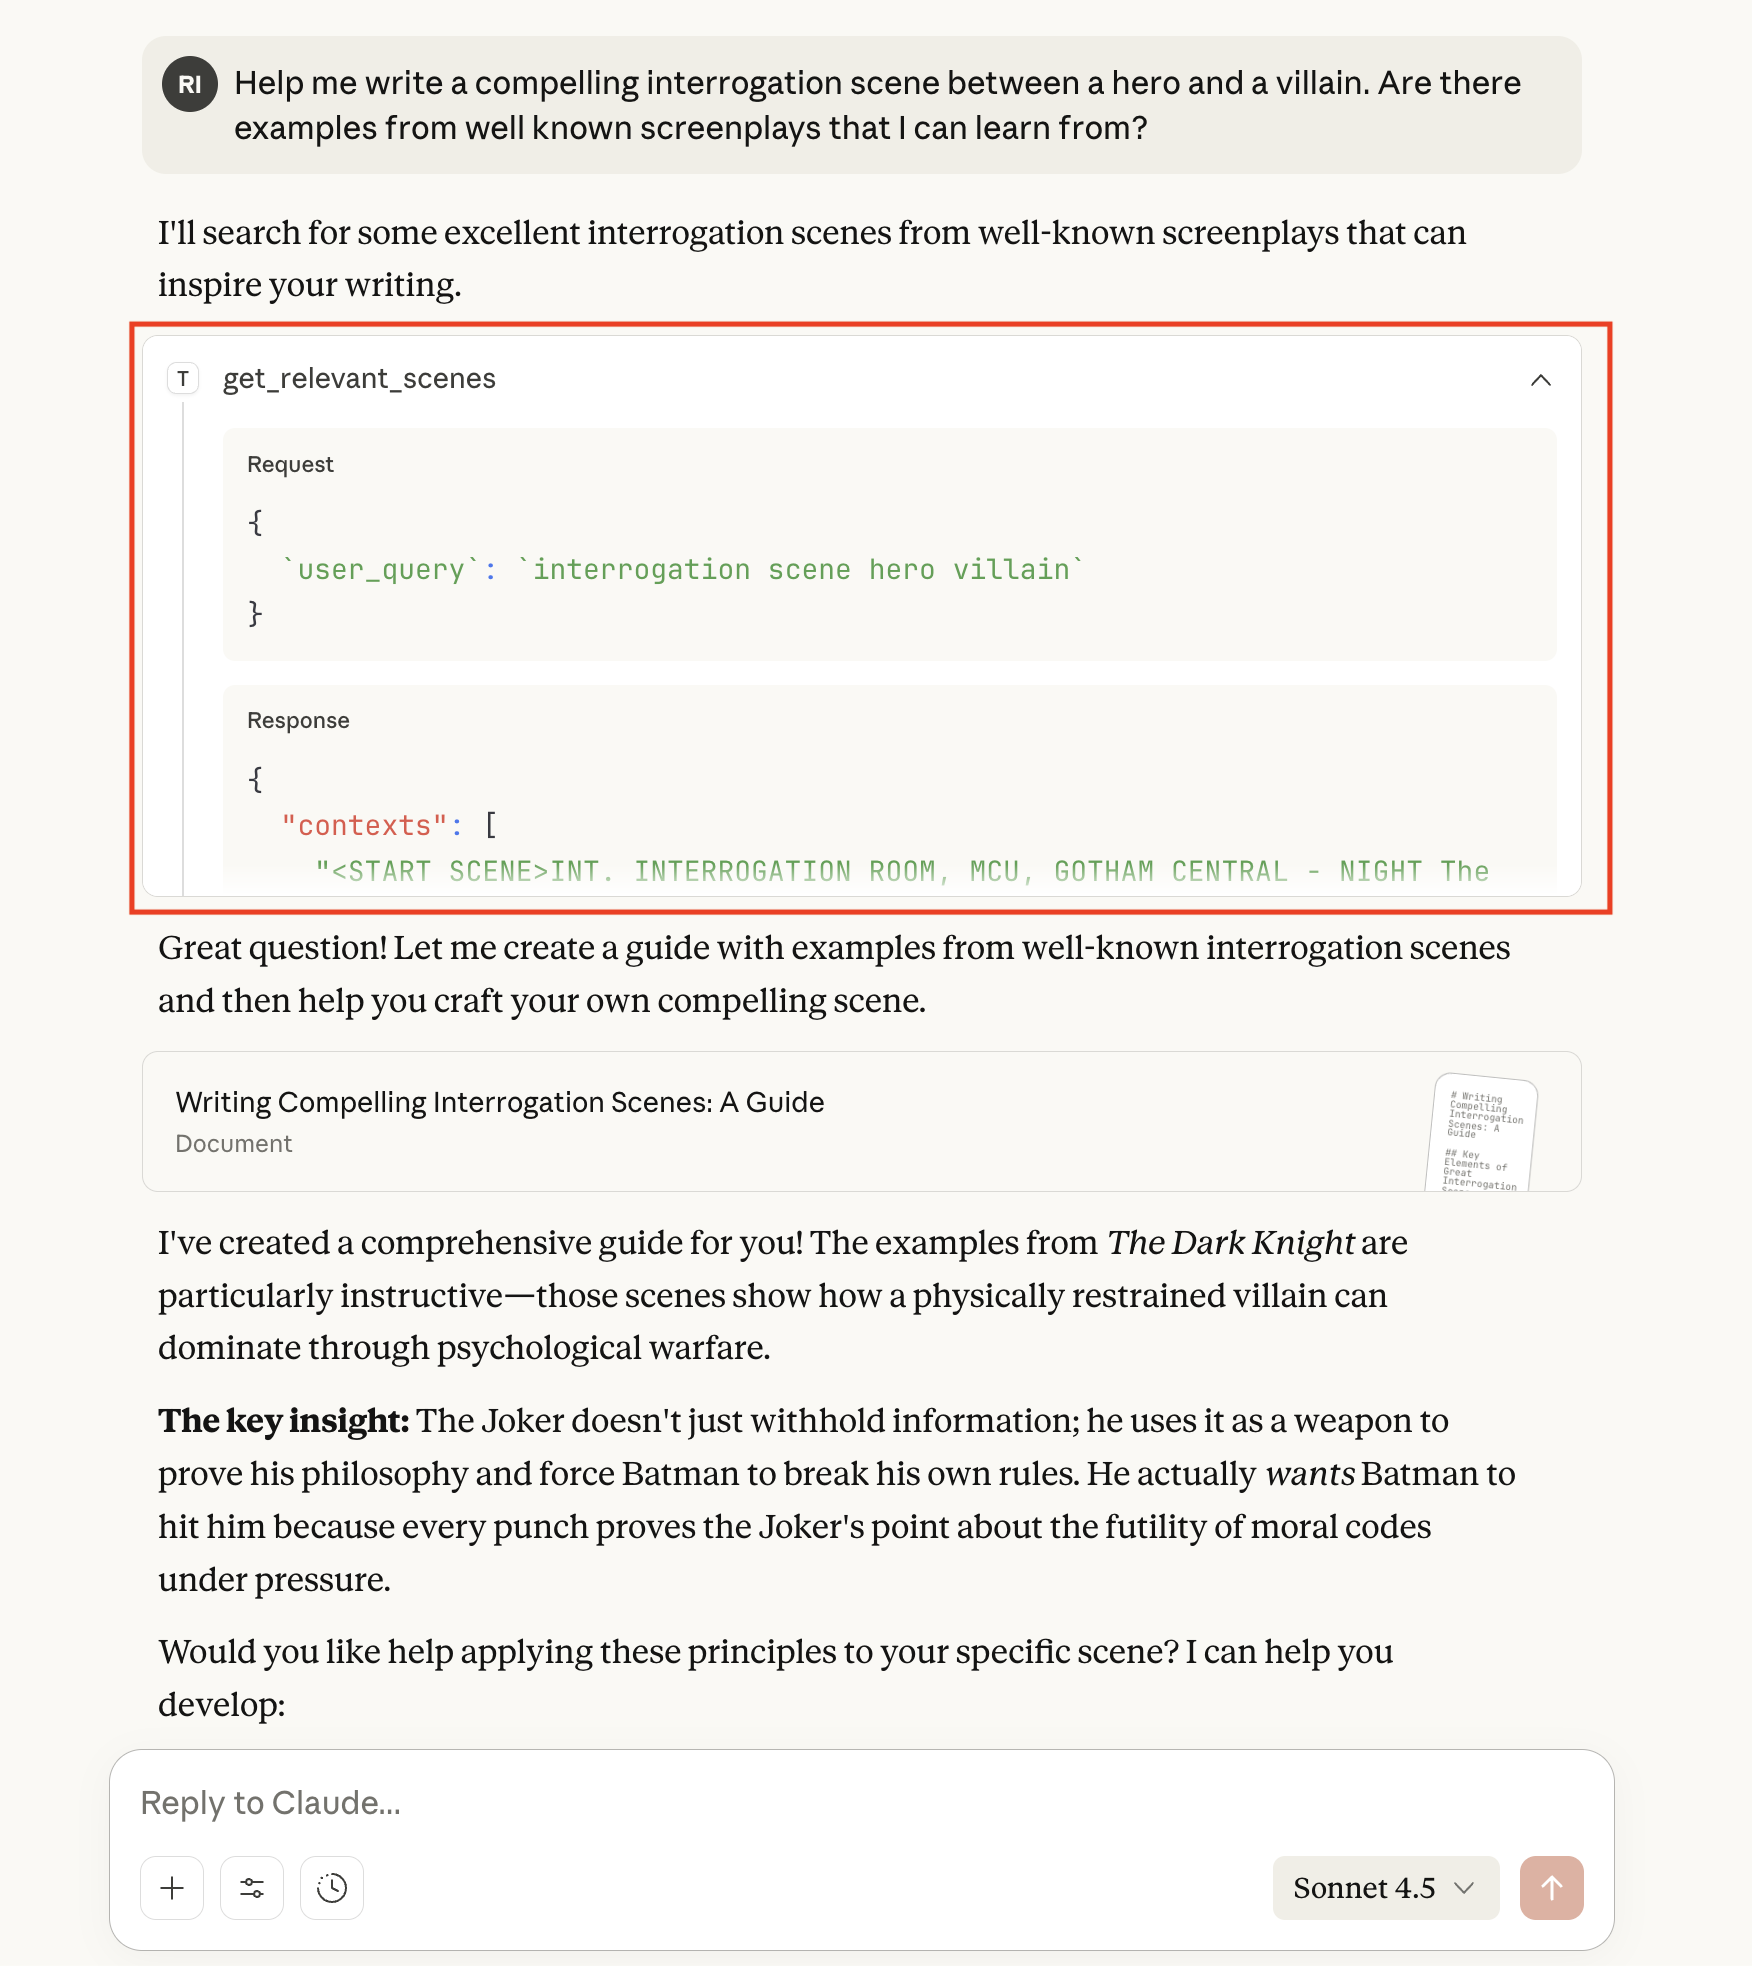 RI
Help me write a compelling interrogation scene between a hero and a villain. Are there
examples from well known screenplays that I can learn from?
I'll search for some excellent interrogation scenes from well-known screenplays that can
inspire your writing.
T
get_relevant_scenes
Request
{
`user_query`: `interrogation scene hero villain`
}
Response
{
"contexts": [
"<START SCENE>INT. INTERROGATION ROOM, MCU, GOTHAM CENTRAL - NIGHT The
Great question! Let me create a guide with examples from well-known interrogation scenes
and then help you craft your own compelling scene.
Writing Compelling Interrogation Scenes: A Guide
Document
# Writing
Compelling
Interrogation
Scenes: A
Guide
## Key
Elements of
Great
Interrogation
I've created a comprehensive guide for you! The examples from The Dark Knight are
particularly instructive—those scenes show how a physically restrained villain can
dominate through psychological warfare.
The key insight: The Joker doesn't just withhold information; he uses it as a weapon to
prove his philosophy and force Batman to break his own rules. He actually wants Batman to
hit him because every punch proves the Joker's point about the futility of moral codes
under pressure.
Would you like help applying these principles to your specific scene? I can help you
develop:
Reply to Claude...
Sonnet 4.5